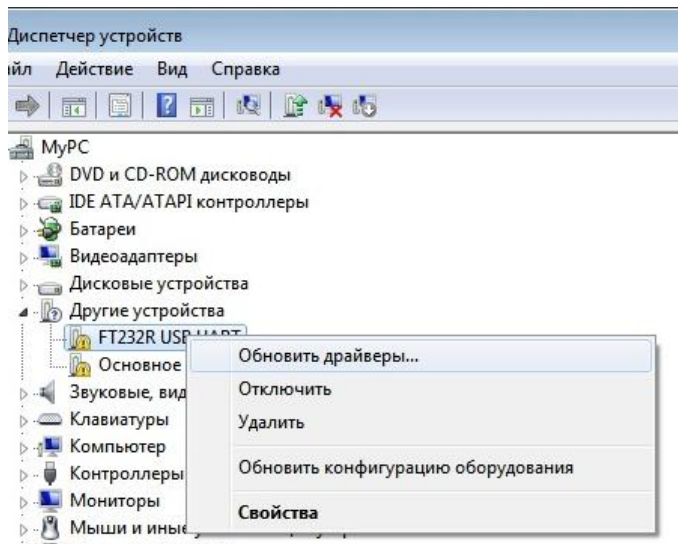 Диспетчер устройств
йл Действие Вид Справка
MyPC
DVD и CD-ROM дисководы
IDE ATA/ATAPI контроллеры
Батареи
Видеоадаптеры
Дисковые устройства
Другие устройства
FT232R USB UART
Обновить драйверы...
Основное
Отключить
Звуковые, вид
Удалить
Клавиатуры
Компьютер
Обновить конфигурацию оборудования
Контроллеры
Мониторы
Свойства
Мыши и иные